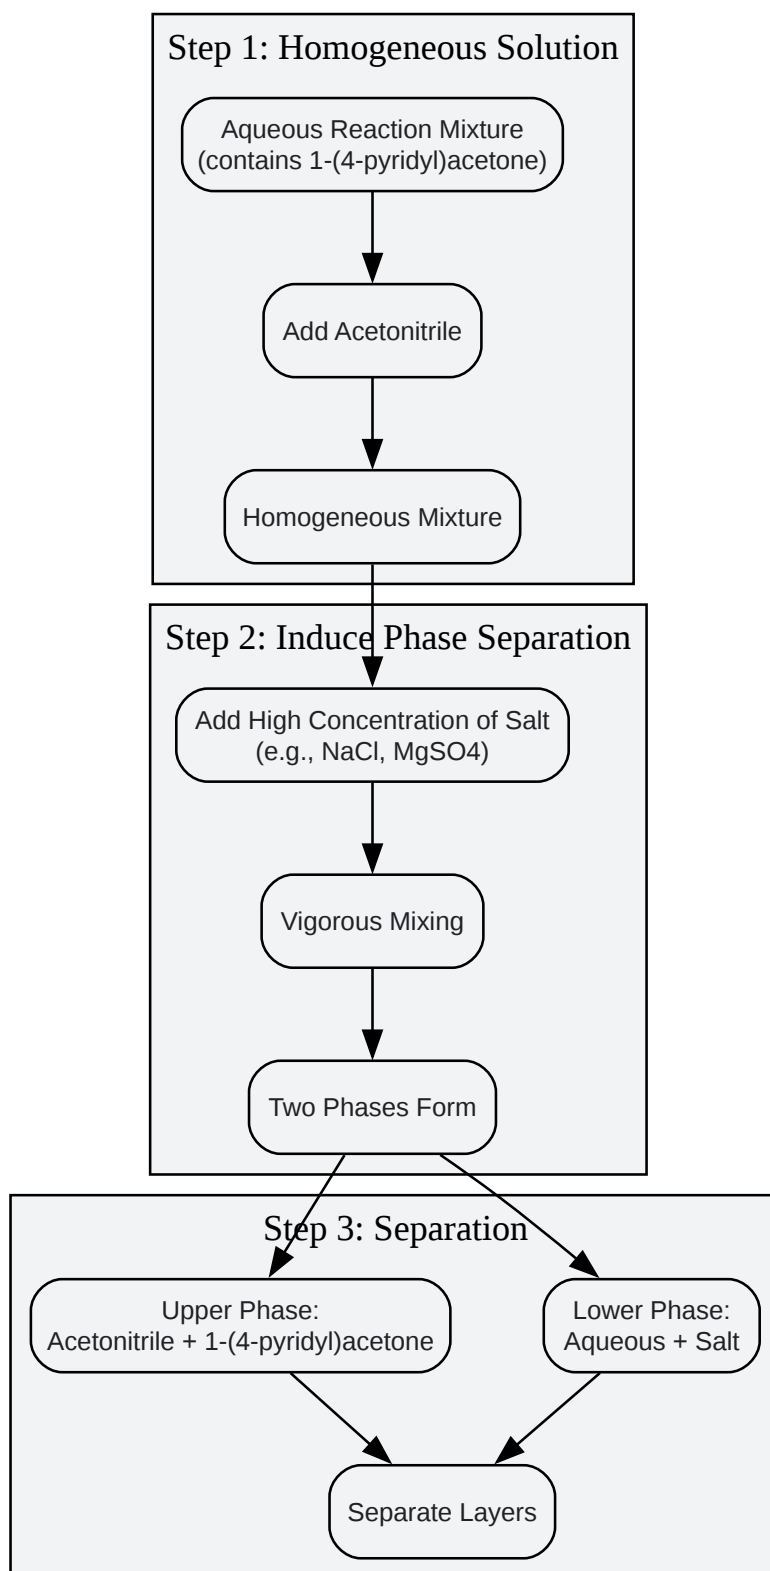 Step 1: Homogeneous Solution
Aqueous Reaction Mixture
(contains 1-(4-pyridyl)acetone)
Add Acetonitrile
Homogeneous Mixture
Step 2: Induce Phase Separation
Add High Concentration of Salt
(e.g., NaCl, MgSO4)
Vigorous Mixing
Two Phases Form
Step 3: Separation
Upper Phase:
Acetonitrile + 1-(4-pyridyl)acetone
Lower Phase:
Aqueous + Salt
Separate Layers